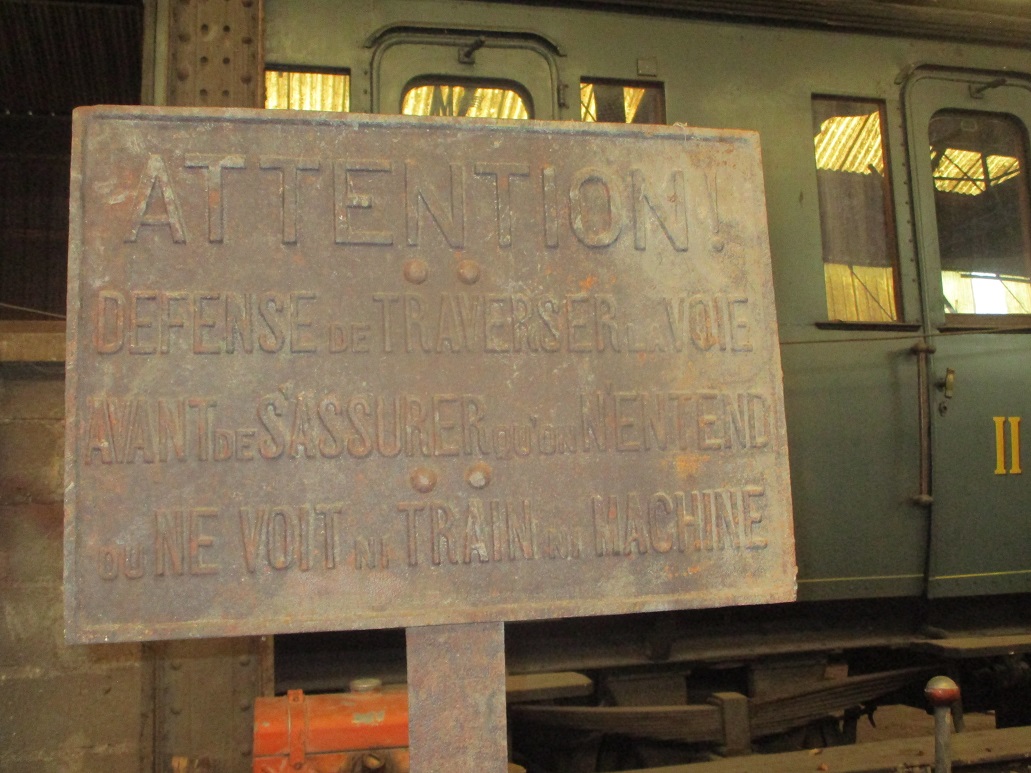 ATTENTION!
DEFENSE DE TRAVERSER LA VOIE
AVANT DE S'ASSURER QU'ON N'ENTEND
OU NE VOIT NI TRAIN NI MACHINE
II